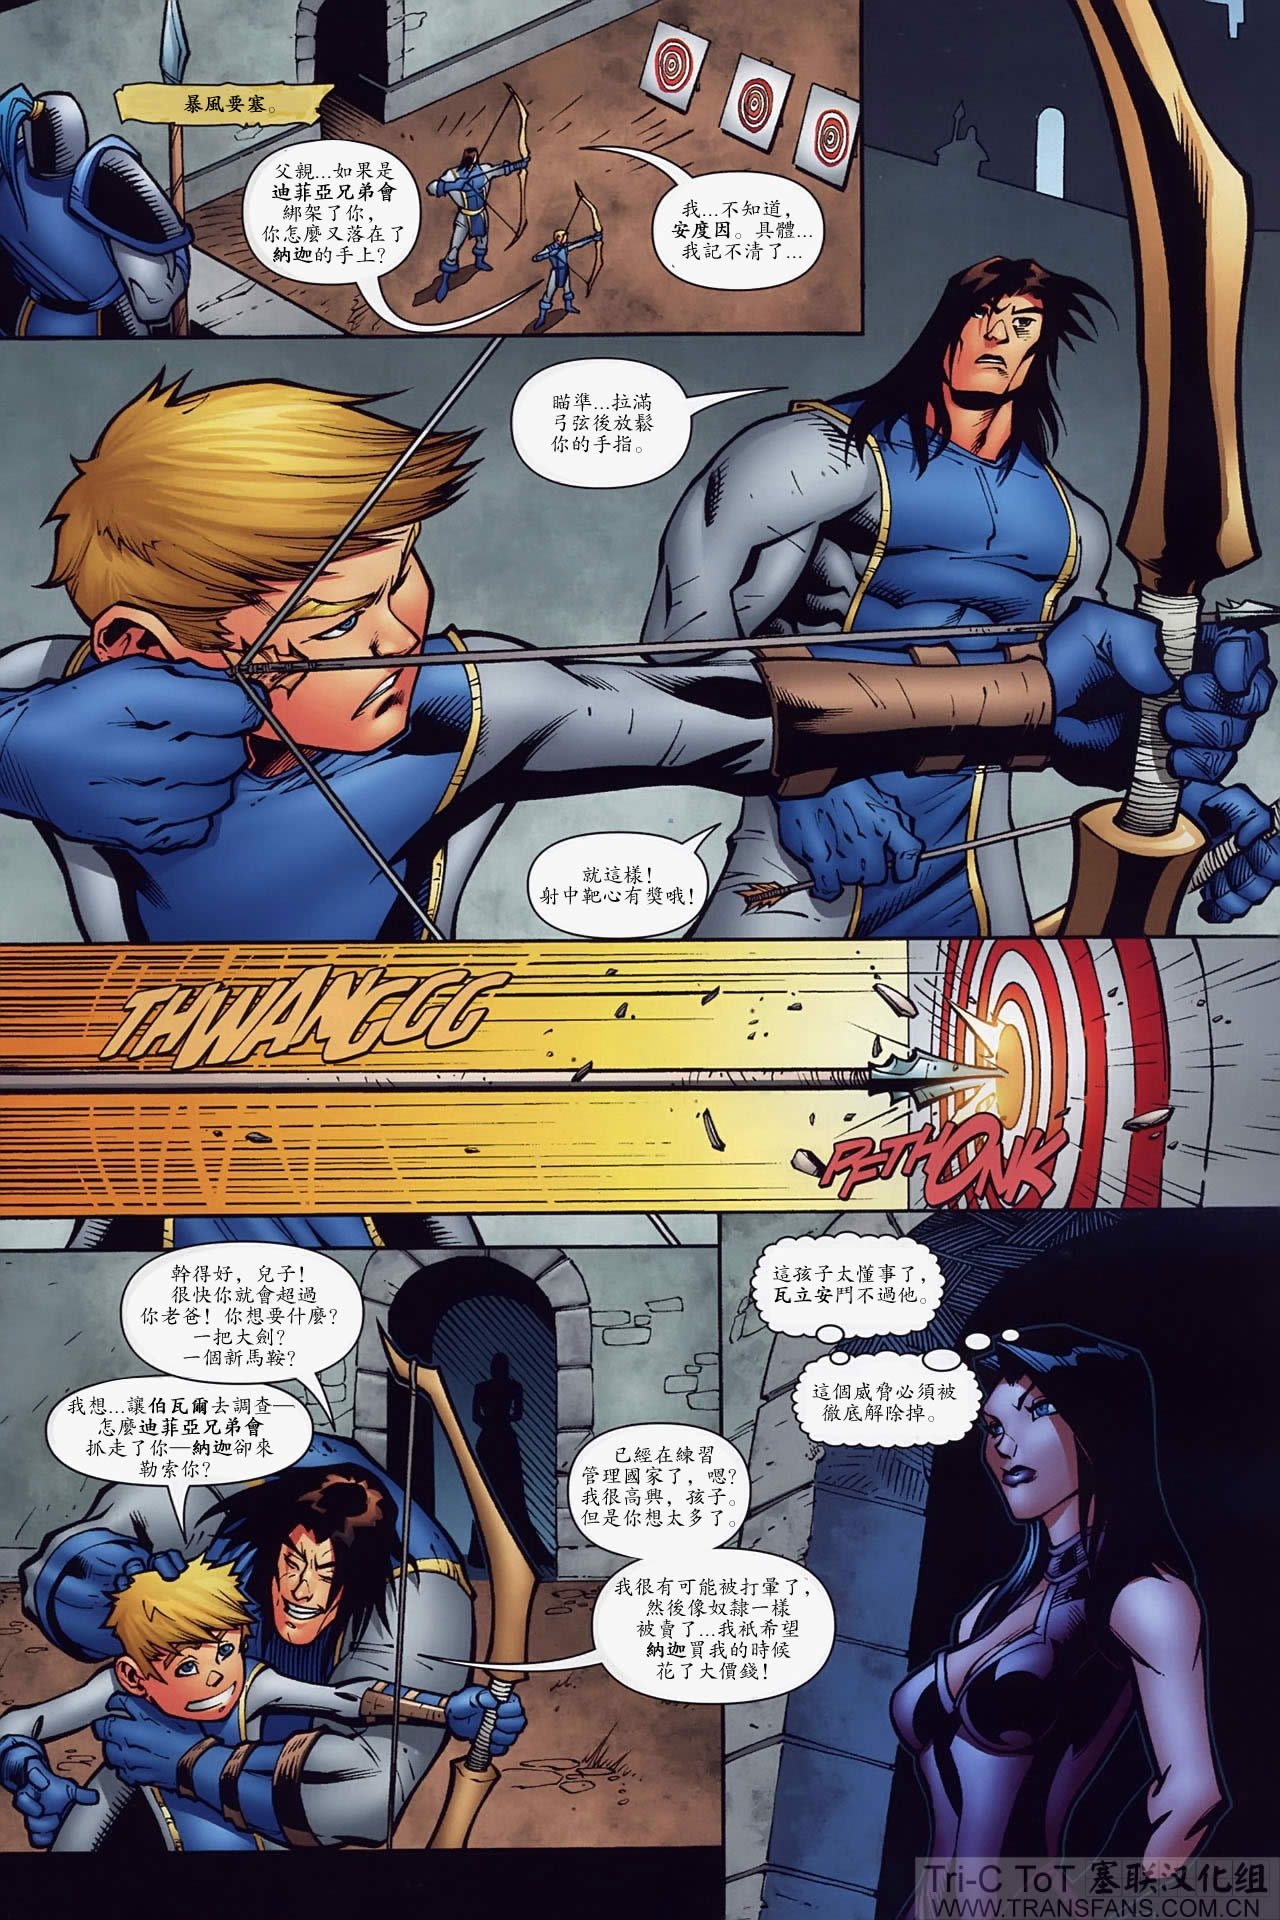 暴風要塞。
父親...如果是
迪菲亞兄弟會
綁架了你，
你怎麼又落在了
納迦的手上？
我...不知道，
安度因。具體...
我記不清了...
瞄準...拉滿
弓弦後放鬆
你的手指。
就這樣！
射中靶心有獎哦！
THWANGGGG
PFTHONK
幹得好，兒子！
很快你就會超過
你老爸！你想要什麼？
一把大劍？
一個新馬鞍？
我想...讓伯瓦爾去調查—
怎麼迪菲亞兄弟會
抓走了你—納迦卻來
勒索你？
已經在練習
管理國家了，嗯？
我很高興，孩子。
但是你想太多了。
我很有可能被打暈了，
然後像奴隸一樣
被賣了...我衹希望
納迦買我的時候
花了大價錢！
這孩子太懂事了，
瓦立安鬥不過他。
這個威脅必須被
徹底解除掉。
Tri-C ToT 塞联汉化组
WWW.TRANSFANS.COM.CN